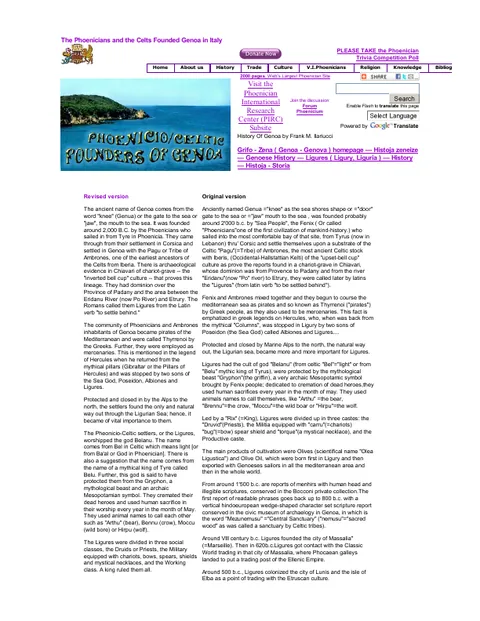 The Phoenicians and the Celts Founded Genoa in Italy
Donate Now
PLEASE TAKE the Phoenician
Trivia Competition Poll
Home
About us
History
Trade
Culture
V.I.Phoenicians
Religion
Knowledge
Bibliog
Visit the
Phoenician
International
Research
Center (PIRC)
Subsite
Join the discussion
Forum
Phoenicium
SHARE
Search
Enable Flash to translate this page
Select Language
Powered by Google Translate
PHOENICIO/CELTIC
FOUNDERS OF GENOA
History Of Genoa by Frank M. Iarlucci
Grifo - Zena ( Genoa - Genova ) homepage --- Histoia zeneize
--- Genoese History --- Ligures ( Ligury, Liguria ) --- History
--- Histoia - Storia
Revised version
The ancient name of Genoa comes from the
word "knee" (Genua) or the gate to the sea or
"jaw", the mouth to the sea. It was founded
around 2,000 B.C. by the Phoenicians who
sailed in from Tyre in Phoenicia. They came
through from their settlement in Corsica and
settled in Genoa with the Pagu or Tribe of
Ambrones, one of the earliest ancestors of
the Celts from Iberia. There is archaeological
evidence in Chiavari of chariot-grave -- the
"inverted bell cup" culture -- that proves this
legacy. They had dominion over the
Province of Padana and the area between the
Eridanu River (now Po River) and Etrury. The
Romans called them Ligures from the Latin
verb "to settle behind."
The community of Phoenicians and Ambrones
inhabitants of Genoa became pirates of the
Mediterranean and were called Thyrrenoi by
the Greeks. Further, they were employed as
mercenaries. This is mentioned in the legend
of Hercules when he returned from the
mythical pillars (Gibraltar or the Pillars of
Hercules) and was stopped by two sons of
the Sea God, Poseidon, Albiones and
Ligures.
Protected and closed in by the Alps to the
north, the settlers found the only and natural
way out through the Ligurian Sea; hence, it
became of vital importance to them.
The Phoenicio-Celtic settlers, or the Ligures,
worshipped the god Belanu. The name
comes from Bel in Celtic which means light [or
from Ba'al or God in Phoenician]. There is
also a suggestion that the name comes from
the name of a mythical king of Tyre called
Belu. Further, this god is said to have
protected them from the Gryphon, a
mythological beast and an archaic
Mesopotamian symbol. They cremated their
dead heroes and used human sacrifice in
their worship every year in the month of May.
They used animal names to call each other
such as "Arthu" (bear), Bennu (crow), Moccu
(wild bore) or Hirpu (wolf).
The Ligures were divided in three social
classes, the Druids or Priests, the Military
equipped with chariots, bows, spears, shields
and mystical necklaces, and the Working
class. A king ruled them all.
Original version
Anciently named Genoa ="knee" as the sea shores shape or ="door"
gate to the sea or ="jaw" mouth to the sea , was founded probably
around 2'000 b.c. by "Sea People", the Fenix ( Or called
"Phoenicians"one of the first civilization of mankind-history ) who
sailed into the most comfortably bay of that site, from Tyrus (now in
Lebanon) thru' Corsic and settle themselves upon a substrate of the
Celtic "Pagu"(=Tribe) of Ambrones, the most ancient Celtic stock
with Iberia, (Occidental-Hallstation Kelts) of the "upset-bell-cup"
culture as prove the reports found in a chariot-grave in Chiavari,
whose dominion was from Provence to Padania and from the river
"Eridanu"(now "Po" river) to Etrury, they were called later by latins
the "Ligures" (from latin verb "to be settled behind").
Fenix and Ambrones mixed together and they begun to course the
mediterranean sea as pirates and so known as Thyrrenoi ("pirates")
by Greek people, as they also used to be mercenaries. This fact is
emphatized in greek legends on Hercules, who, when was back from
the mythical "Columns", was stopped in Ligury by two sons of
Poseidon (the Sea God) called Albiones and Ligures....
Protected and closed by Marine Alps to the north, the natural way
out, the Ligurian sea, became more and more important for Ligures.
Ligures had the cult of god "Belanu" (from celtic "Bel"="light" or from
"Belu" mythic king of Tyrus), were protected by the mythological
beast "Gryphon"(the griffin), a very archaic Mesopotamic symbol
brought by Fenix people; dedicated to cremation of dead heroes,they
used human sacrifices every year in the month of may. They used
animals names to call themselves, like "Arthu" =the bear,
"Brennu"=the crow, "Moccu"=the wild boar or "Hirpu"=the wolf.
Led by a "Rix" (=King), Ligures were divided up in three castes: the
"Druvid"(Priests), the Militia equipped with "carru"(=chariots)
"bug"(=bow) spear shield and "torque"(a mystical necklace), and the
Productive caste.
The main products of cultivation were Olives (scientifical name "Olea
Ligustica") and Olive Oil, which were born first in Ligury and then
exported with Genoeses sailors in all the mediterranean area and
then in the whole world.
From around 1'500 b.c. are reports of menfirs with human head and
illegible scriptures, conserved in the Bocconi private collection.The
first report of readable phrases goes back up to 800 b.c. with a
vertical hindoeuropean wedge-shaped character set scripture report
conserved in the civic museum of archaeology in Genova, in which is
the word "Mezunemusu" ="Central Sanctuary" ("nemusu"="sacred
wood" as was called a sanctuary by Celtic tribes).
Around VIII century b.c. Ligures founded the city of Massalia"
(=Marseille). Then in 620b.c.Ligures got contact with the Classic
World trading in that city of Massalia, where Phocaean galleys
landed to put a trading post of the Ellenic Empire.
Around 500 b.c., Ligures colonized the city of Lunis and the isle of
Elba as a point of trading with the Etruscan culture.